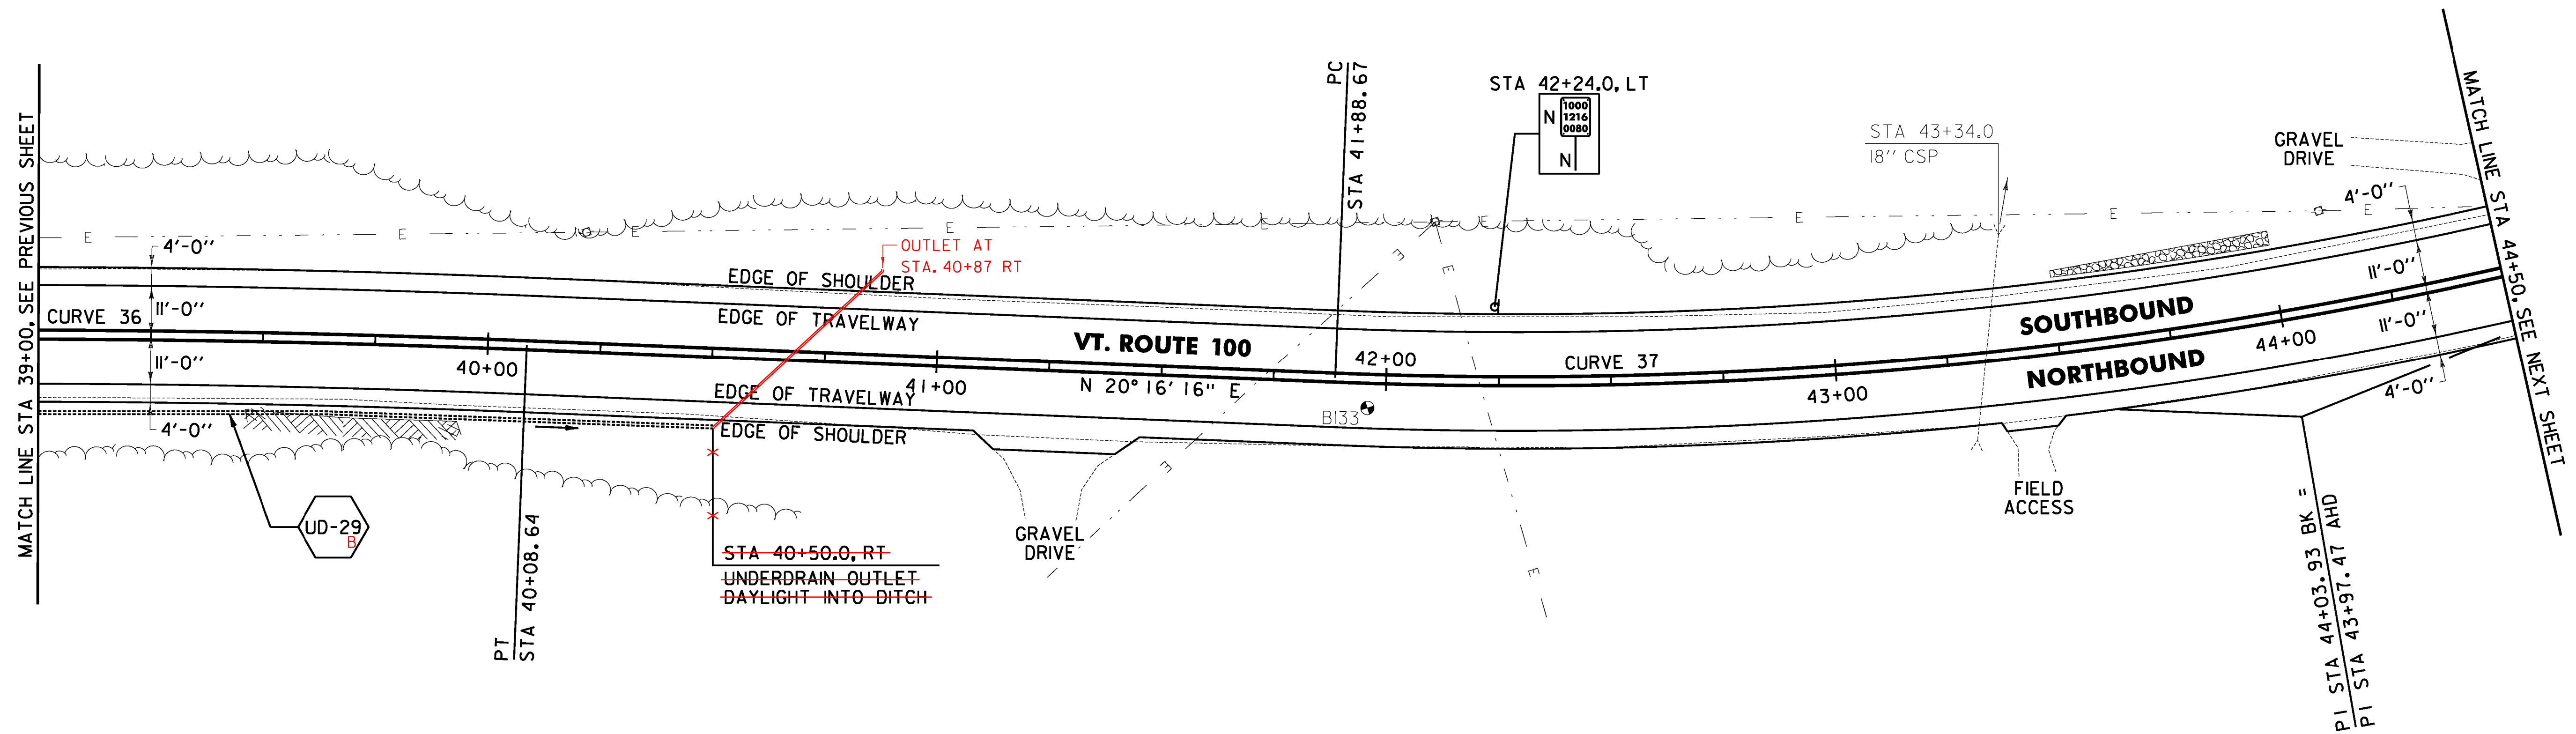 MATCH LINE STA 39+00, SEE PREVIOUS SHEET
E
E
E
E
E
E
E
E
E
E
E
E
E
E
4'-0"
11'-0"
CURVE 36
11'-0"
4'-0"
UD-29
B
40+00
PT
STA 40+08.64
OUTLET AT
STA. 40+87 RT
EDGE OF SHOULDER
EDGE OF TRAVELWAY
EDGE OF TRAVELWAY
EDGE OF SHOULDER
STA 40+50.0, RT
UNDERDRAIN OUTLET
DAYLIGHT INTO DITCH
41+00
GRAVEL
DRIVE
VT. ROUTE 100
N 20° 16' 16" E
PC
STA 41+88.67
42+00
B133
STA 42+24.0, LT
N
1000
1216
0080
N
CURVE 37
43+00
STA 43+34.0
18" CSP
FIELD
ACCESS
SOUTHBOUND
NORTHBOUND
44+00
GRAVEL
DRIVE
4'-0"
11'-0"
11'-0"
4'-0"
PI STA 44+03.93 BK =
PI STA 43+97.47 AHD
MATCH LINE STA 44+50, SEE NEXT SHEET